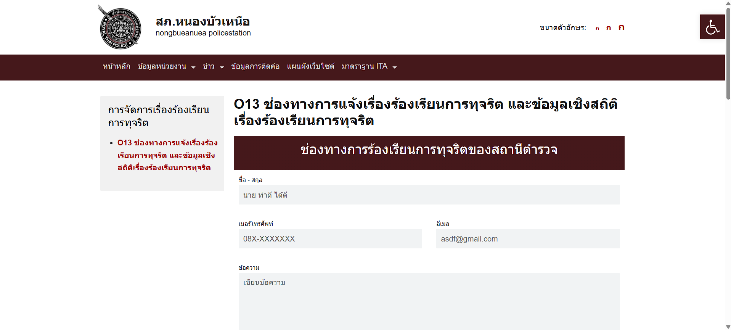 สภ.หนองบัวเหนือ
nongbueanuea policestation
ขนาดตัวอักษร: ก ก ก
หน้าหลัก ข้อมูลหน่วยงาน ข่าว ข้อมูลการติดต่อ แผนผังเว็บไซต์ มาตราฐาน ITA
การจัดการเรื่องร้องเรียน
การทุจริต
O13 ช่องทางการแจ้งเรื่องร้อง
เรียนการทุจริต และข้อมูลเชิง
สถิติเรื่องร้องเรียนการทุจริต
O13 ช่องทางการแจ้งเรื่องร้องเรียนการทุจริต และข้อมูลเชิงสถิติ
เรื่องร้องเรียนการทุจริต
ช่องทางการร้องเรียนการทุจริตของสถานีตำรวจ
ชื่อ - สกุล
นาย ทำดี ได้ดี
เบอร์โทรศัพท์
08X-XXXXXXX
อีเมล
asdf@gmail.com
ข้อความ
เขียนข้อความ